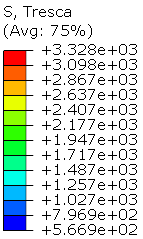 S, Tresca
(Avg: 75%)
+3.328e+03
+3.098e+03
+2.867e+03
+2.637e+03
+2.407e+03
+2.177e+03
+1.947e+03
+1.717e+03
+1.487e+03
+1.257e+03
+1.027e+03
+7.969e+02
+5.669e+02